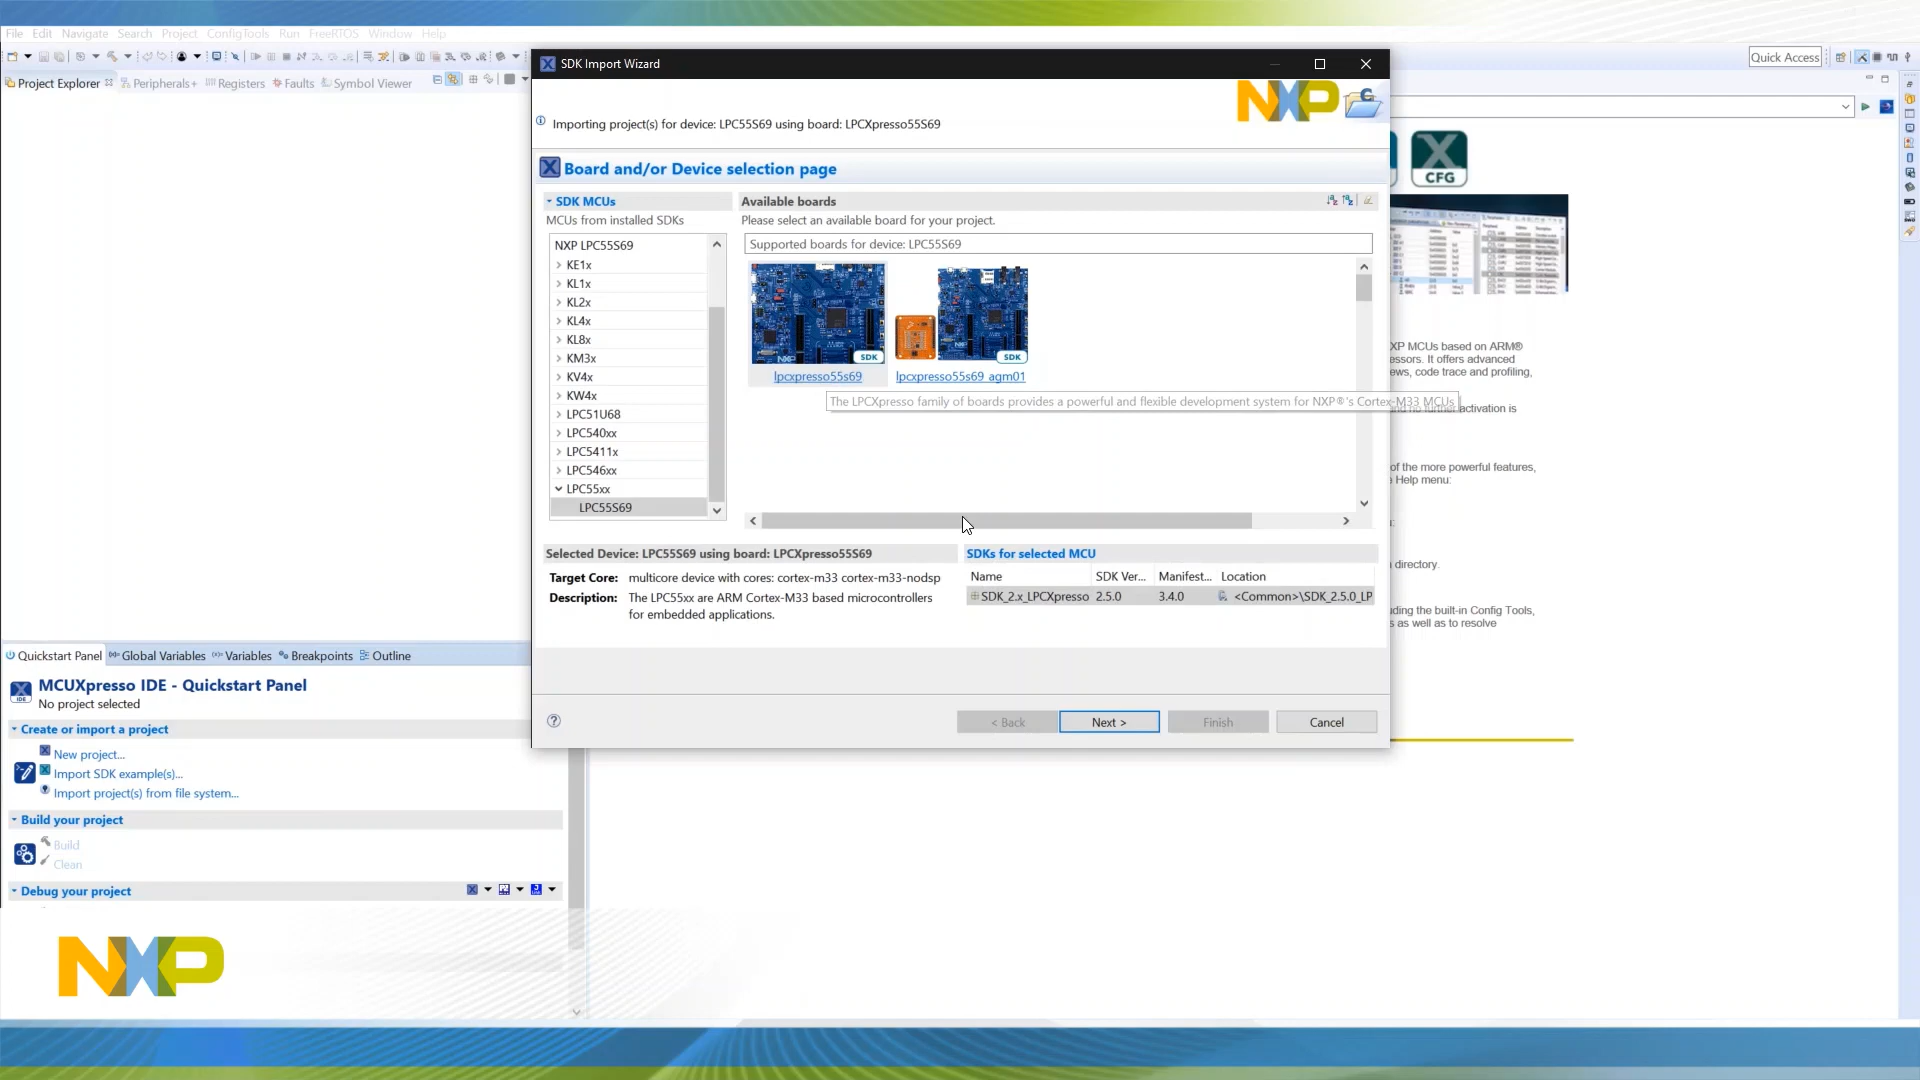 File Edit Navigate Search Project ConfigTools Run FreeRTOS Window Help
Quick Access
Project Explorer Peripherals+ Registers Faults Symbol Viewer
SDK Import Wizard
NXP
Importing project(s) for device: LPC55S69 using board: LPCXpresso55S69
Board and/or Device selection page
SDK MCUs
MCUs from installed SDKs
NXP LPC55S69
KE1x
KL1x
KL2x
KL4x
KL8x
KM3x
KV4x
KW4x
LPC51U68
LPC540xx
LPC5411x
LPC546xx
LPC55xx
LPC55S69
Available boards
Please select an available board for your project.
Supported boards for device: LPC55S69
SDK
SDK
lpcxpresso55s69
lpcxpresso55s69_agm01
The LPCXpresso family of boards provides a powerful and flexible development system for NXP®'s Cortex-M33 MCUs
Selected Device: LPC55S69 using board: LPCXpresso55S69
Target Core: multicore device with cores: cortex-m33 cortex-m33-nodsp
Description: The LPC55xx are ARM Cortex-M33 based microcontrollers
for embedded applications.
SDKs for selected MCU
Name SDK Ver... Manifest... Location
SDK_2.x_LPCXpresso 2.5.0 3.4.0 <Common>\SDK_2.5.0_LP
< Back Next > Finish Cancel
X
CFG
XP MCUs based on ARM®
essors. It offers advanced
ews, code trace and profiling,
and no further activation is
of the more powerful features,
Help menu:
directory.
uding the built-in Config Tools,
s as well as to resolve
Quickstart Panel Global Variables Variables Breakpoints Outline
IDE
MCUXpresso IDE - Quickstart Panel
No project selected
Create or import a project
New project...
Import SDK example(s)...
Import project(s) from file system...
Build your project
Build
Clean
Debug your project
NXP